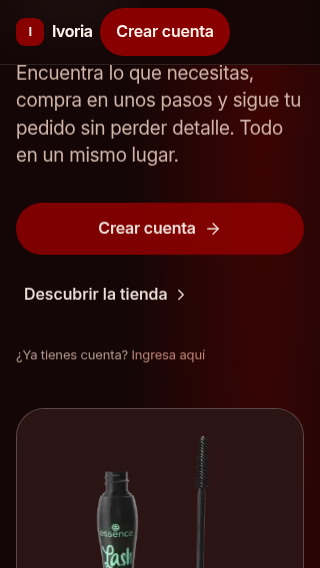 I Ivoria Crear cuenta
Encuentra lo que necesitas,
compra en unos pasos y sigue tu
pedido sin perder detalle. Todo
en un mismo lugar.
Crear cuenta
Descubrir la tienda
¿Ya tienes cuenta? Ingresa aquí
essence
Lash